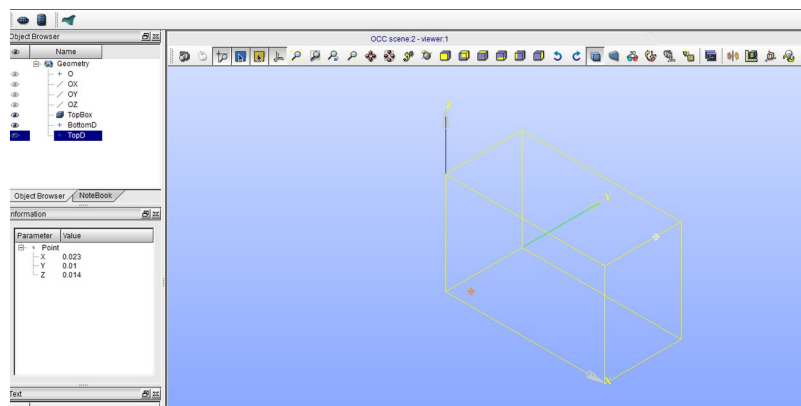 Object Browser
OCC scene:2 - viewer:1
Name
Geometry
O
OX
OY
OZ
TopBox
BottomD
TopD
Object Browser
NoteBook
nformation
Parameter
Value
Point
X
0.023
Y
0.01
Z
0.014
Text
Y
X